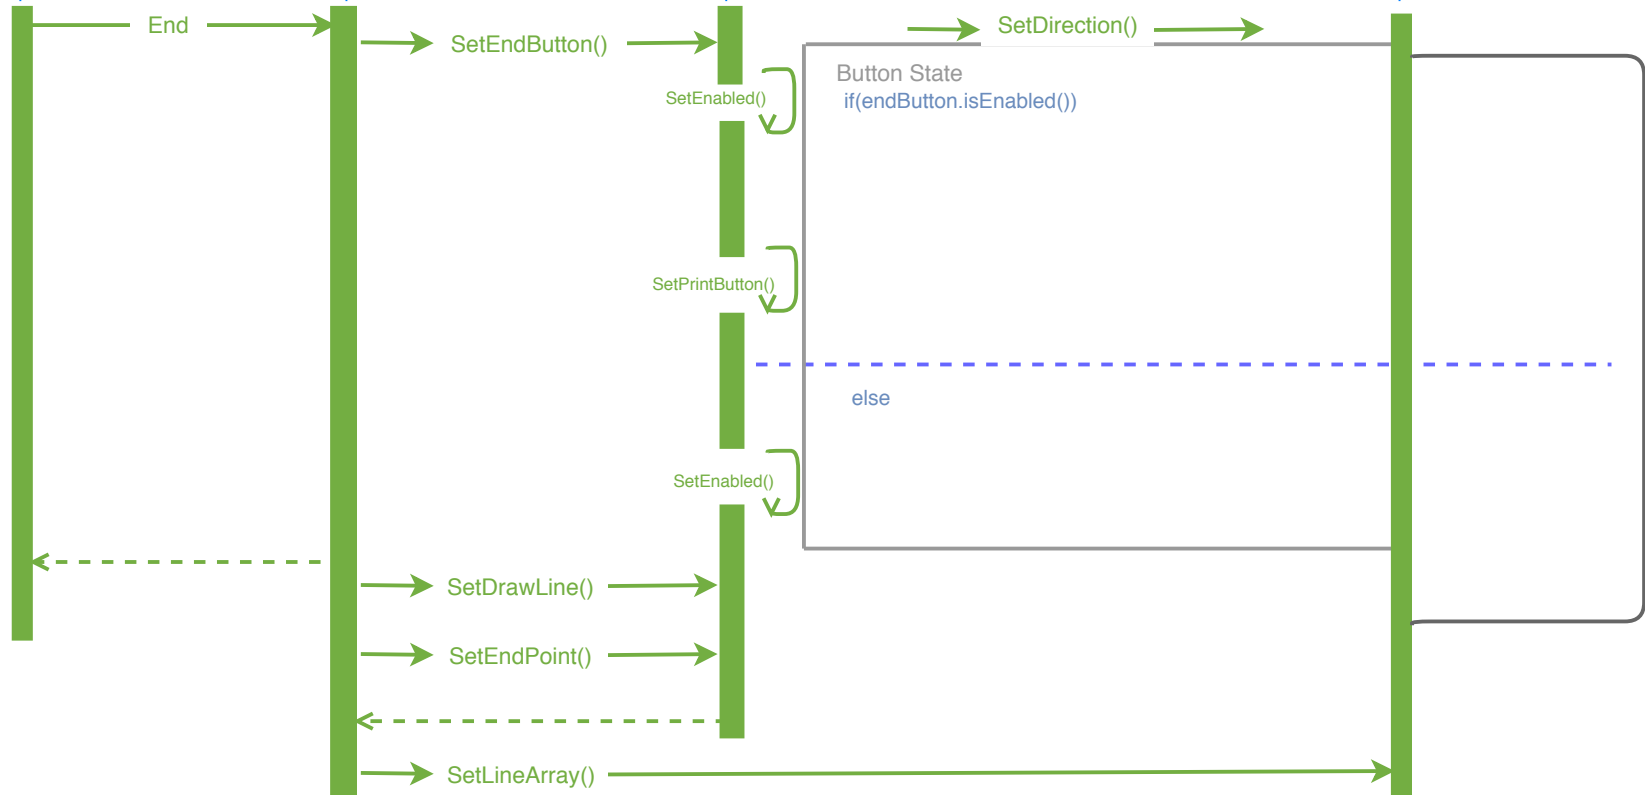 End
SetEndButton()
SetDirection()
Button State
if(endButton.isEnabled())
SetEnabled()
SetPrintButton()
else
SetEnabled()
SetDrawLine()
SetEndPoint()
SetLineArray()